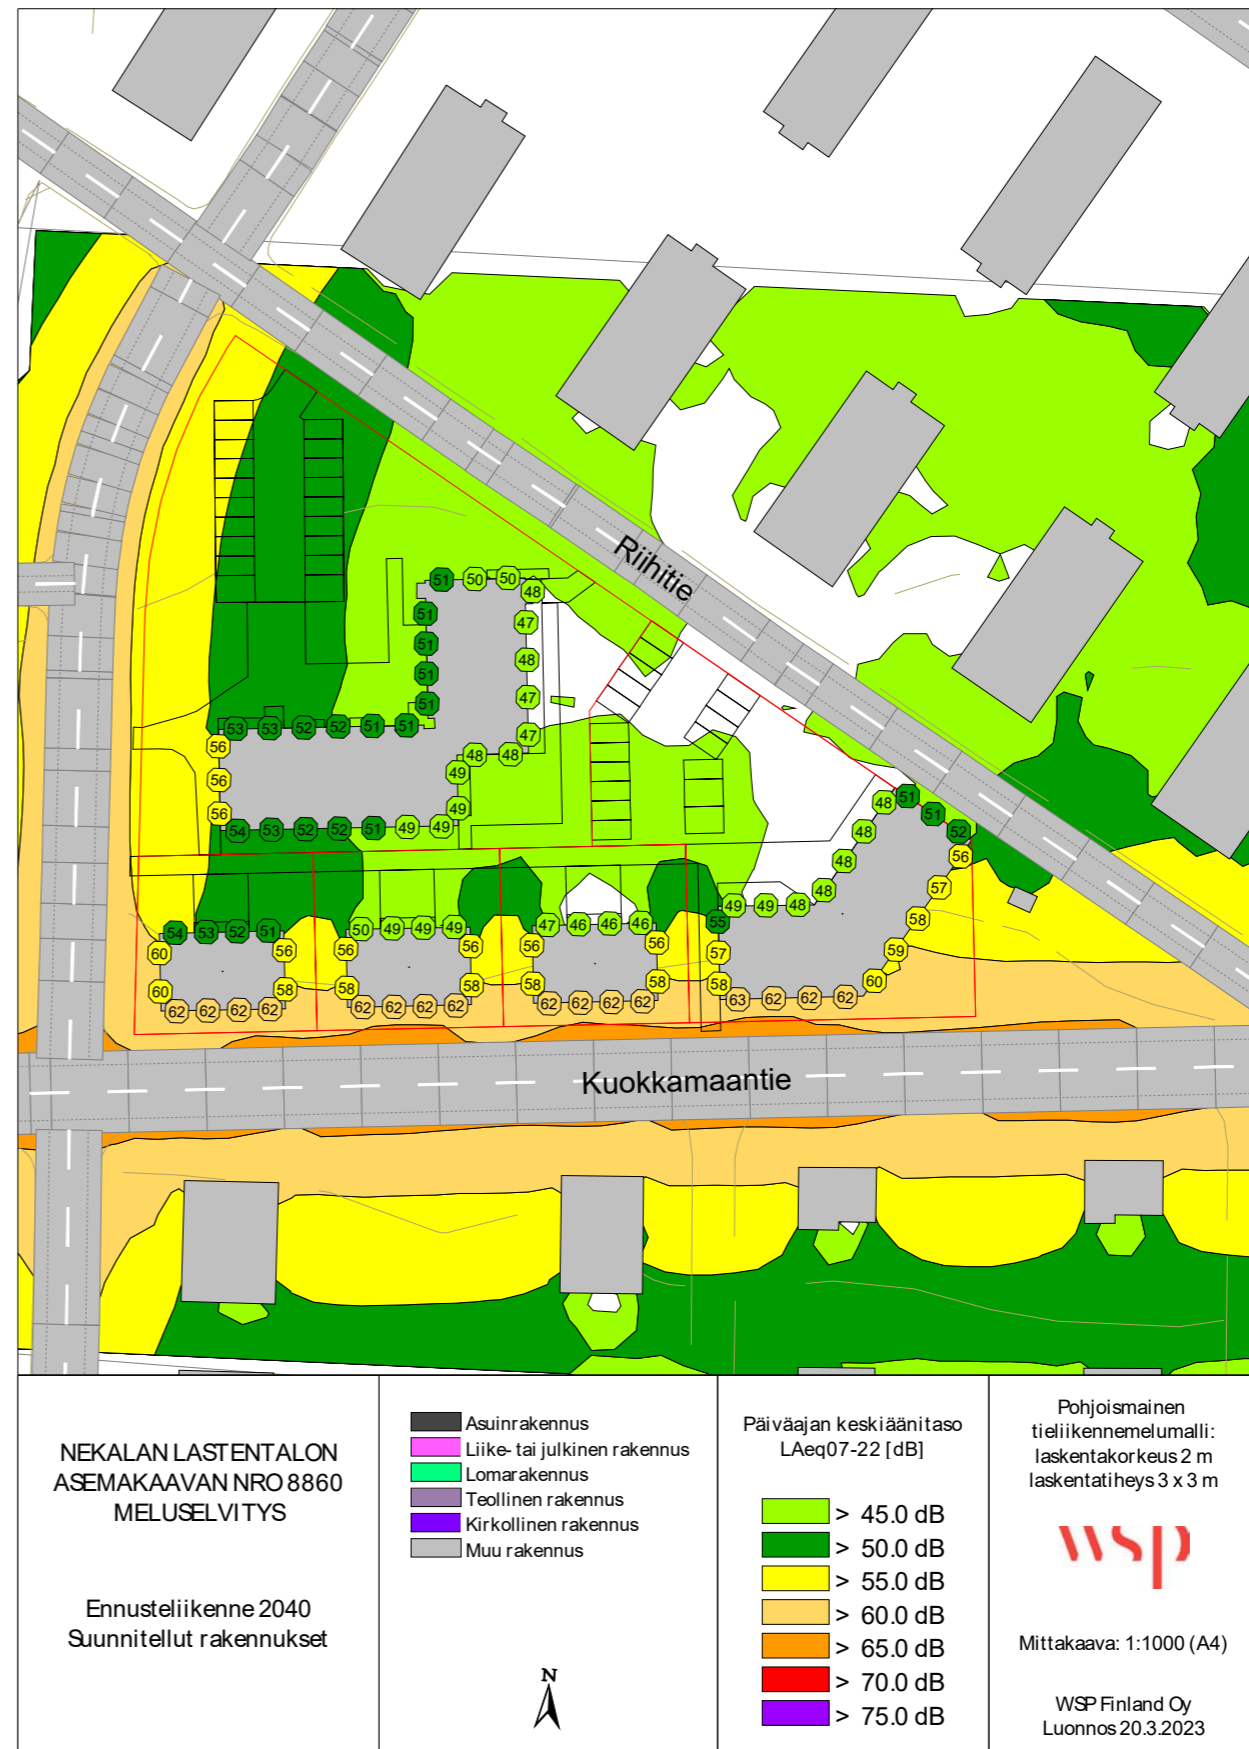 51 50 50 48
51 47
51 48
51 47
51 47
53 53 52 52 51 51
56 48 48
56 49
56 49
54 53 52 52 51 49 49
Riihitie
48 51 51 52
48 56
48 57
48 58
49 49 48 59
55 60
57
58
63 62 62 62
54 53 52 51
60 56
60 58
62 62 62 62
50 49 49 49
56 56
58 58
62 62 62 62
47 46 46 46
56 56
58 58
62 62 62 62
Kuokkamaantie
NEKALAN LASTENTALON
ASEMAKAAVAN NRO 8860
MELUSELVITYS
Ennusteliikenne 2040
Suunnitellut rakennukset
Asuinrakennus
Liike- tai julkinen rakennus
Lomarakennus
Teollinen rakennus
Kirkollinen rakennus
Muu rakennus
N
Päiväajan keskiäänitaso
LAeq07-22 [dB]
> 45.0 dB
> 50.0 dB
> 55.0 dB
> 60.0 dB
> 65.0 dB
> 70.0 dB
> 75.0 dB
Pohjoismainen
tieliikennemelumalli:
laskentakorkeus 2 m
laskentatiheys 3 x 3 m
wsp
Mittakaava: 1:1000 (A4)
WSP Finland Oy
Luonnos 20.3.2023